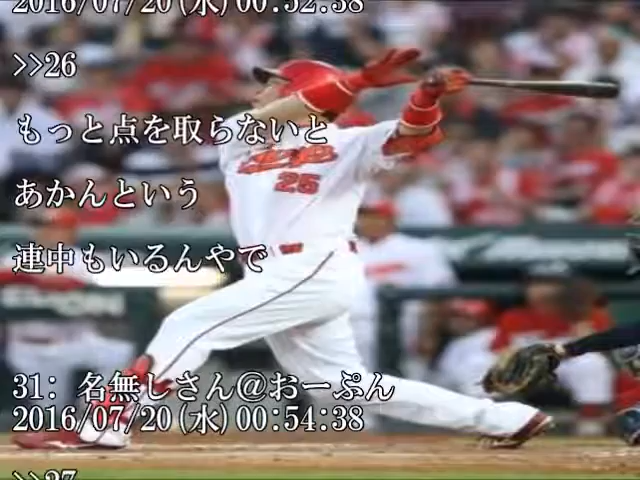 2016/07/20(水)00:52:38
>>26
もっと点を取らないと
あかんという
連中もいるんやで
25
31: 名無しさん@おーぷん
2016/07/20(水)00:54:38
>>27